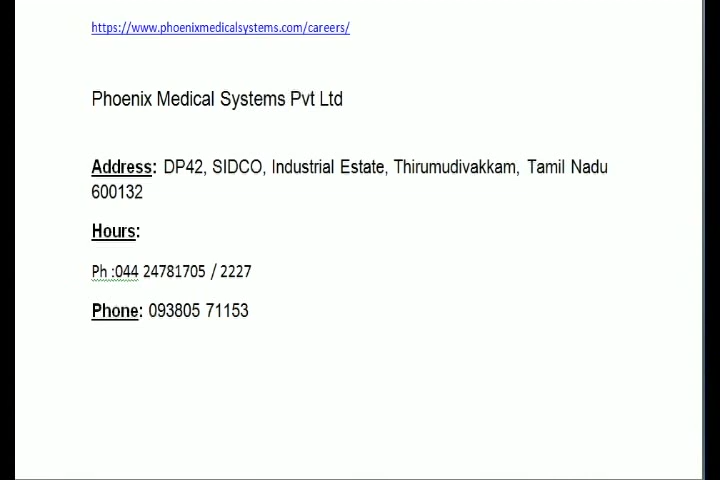 https://www.phoenixmedicalsystems.com/careers/
Phoenix Medical Systems Pvt Ltd
Address: DP42, SIDCO, Industrial Estate, Thirumudivakkam, Tamil Nadu
600132
Hours:
Ph :044 24781705 / 2227
Phone: 093805 71153